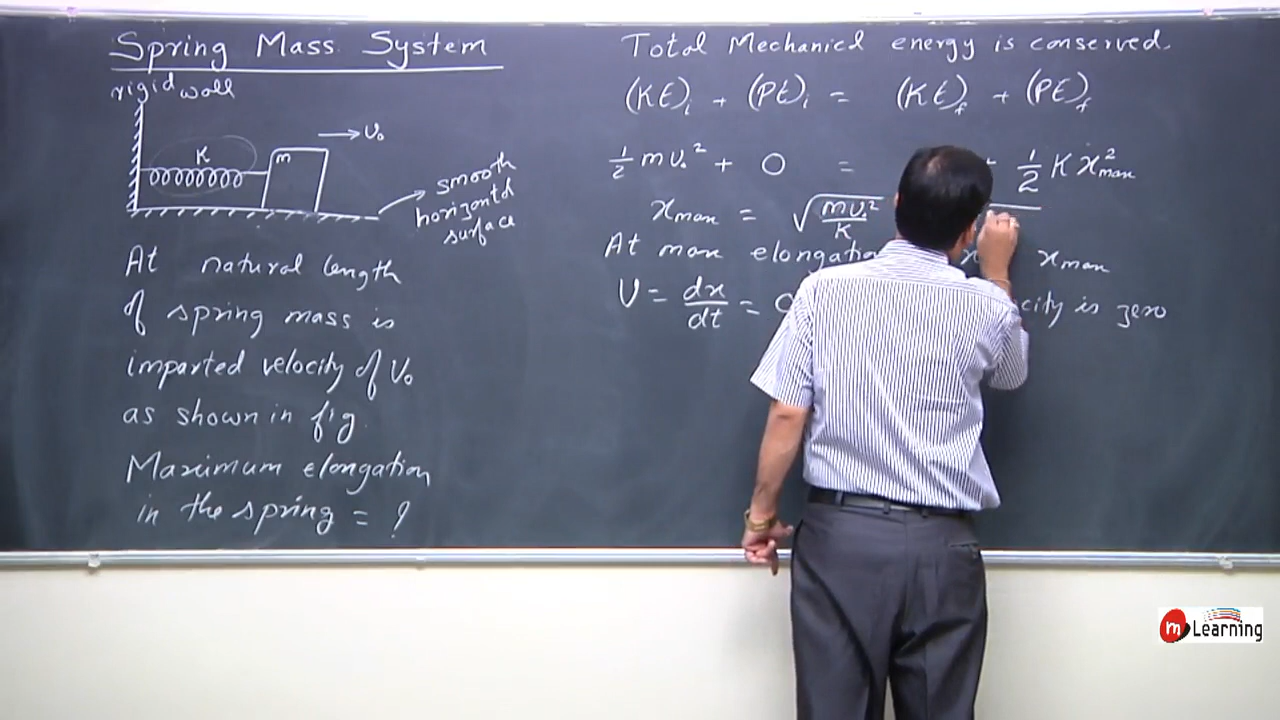 Spring Mass System
rigid wall
K
m
v₀
smooth
horizontal
surface
At natural length
of spring mass is
imparted velocity of v₀
as shown in fig.
Maximum elongation
in the spring = ?
Total Mechanical energy is conserved.
(KE)i + (PE)i = (KE)f + (PE)f
1/2 mv₀² + 0 = 1/2 K x²max
xmax = √(mv₀²/K)
At max elongation x xmax
v = dx/dt = 0 is zero
m Learning